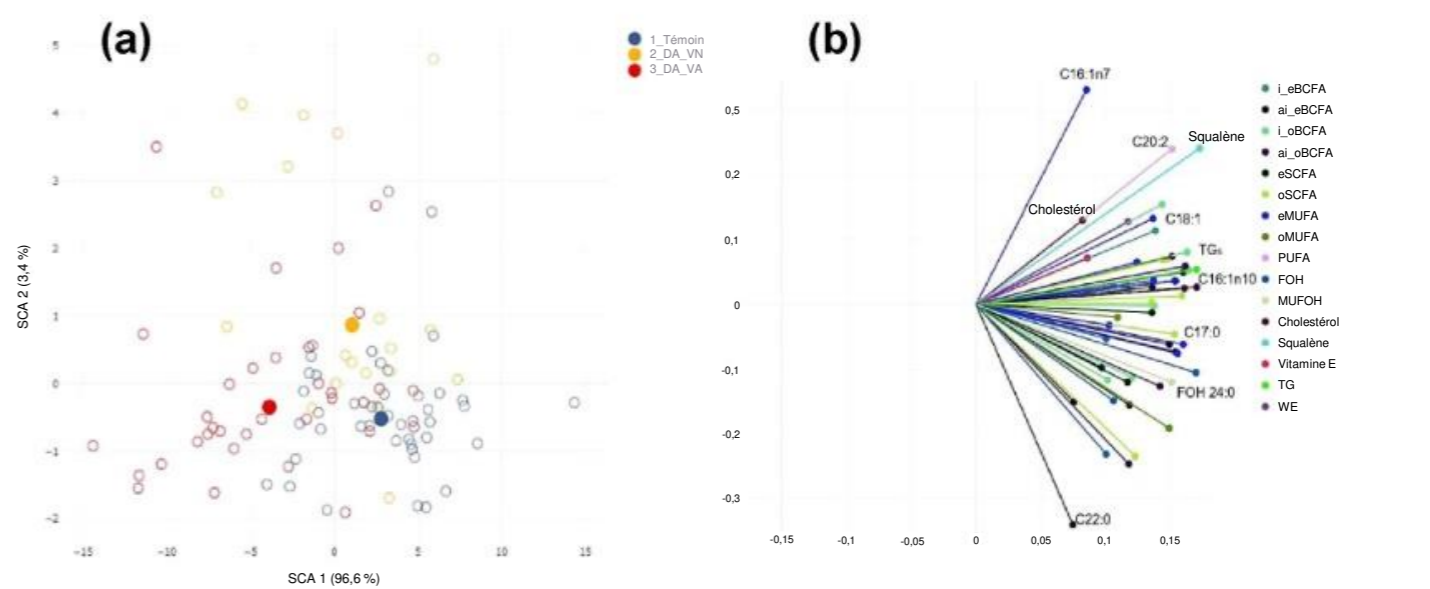 (a)
1_Témoin
2_DA_VN
3_DA_VA
5
4
3
2
1
0
-1
-2
SCA 2 (3,4 %)
-15 -10 -5 0 5 10 15
SCA 1 (96,6 %)
(b)
C16:1n7
C20:2
Squalène
Cholestérol
C18:1
TGs
C16:1n10
C17:0
FOH 24:0
C22:0
0,5
0,2
0,1
0
-0,1
-0,2
-0,3
-0,15 -0,1 -0,05 0 0,05 0,1 0,15
i_eBCFA
ai_eBCFA
i_oBCFA
ai_oBCFA
eSCFA
oSCFA
eMUFA
oMUFA
PUFA
FOH
MUFOH
Cholestérol
Squalène
Vitamine E
TG
WE